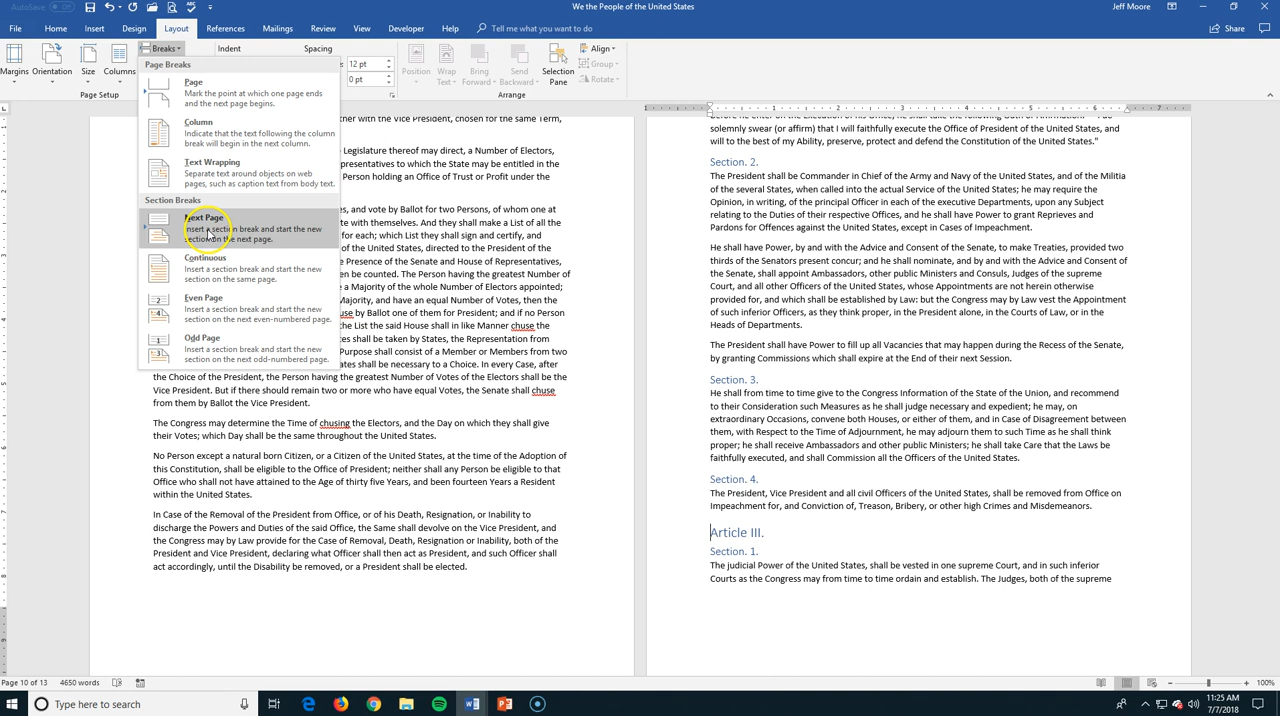 AutoSave Off
We the People of the United States
Jeff Moore
File Home Insert Design Layout References Mailings Review View Developer Help Tell me what you want to do
Share
Breaks Indent Spacing
Margins Orientation Size Columns
12 pt
0 pt
Position Wrap Text Bring Forward Send Backward Selection Pane
Align
Group
Rotate
Page Setup
Arrange
Page Breaks
Page
Mark the point at which one page ends
and the next page begins.
Column
Indicate that the text following the column
break will begin in the next column.
Text Wrapping
Separate text around objects on web
pages, such as caption text from body text.
Section Breaks
Next Page
Insert a section break and start the new
section on the next page.
Continuous
Insert a section break and start the new
section on the same page.
Even Page
Insert a section break and start the new
section on the next even-numbered page.
Odd Page
Insert a section break and start the new
section on the next odd-numbered page.
with the Vice President, chosen for the same Term,
Legislature thereof may direct, a Number of Electors,
presentatives to which the State may be entitled in the
Person holding an Office of Trust or Profit under the
s, and vote by Ballot for two Persons, of whom one at
te with themselves. And they shall make a List of all the
for each; which List they shall sign and certify, and
of the United States, directed to the President of the
Presence of the Senate and House of Representatives,
en be counted. The Person having the greatest Number of
a Majority of the whole Number of Electors appointed;
Majority, and have an equal Number of Votes, then the
use by Ballot one of them for President; and if no Person
the List the said House shall in like Manner chuse the
tes shall be taken by States, the Representation from
Purpose shall consist of a Member or Members from two
ates shall be necessary to a Choice. In every Case, after
the Choice of the President, the Person having the greatest Number of Votes of the Electors shall be the
Vice President. But if there should remain two or more who have equal Votes, the Senate shall chuse
from them by Ballot the Vice President.
The Congress may determine the Time of chusing the Electors, and the Day on which they shall give
their Votes; which Day shall be the same throughout the United States.
No Person except a natural born Citizen, or a Citizen of the United States, at the time of the Adoption of
this Constitution, shall be eligible to the Office of President; neither shall any Person be eligible to that
Office who shall not have attained to the Age of thirty five Years, and been fourteen Years a Resident
within the United States.
In Case of the Removal of the President from Office, or of his Death, Resignation, or Inability to
discharge the Powers and Duties of the said Office, the Same shall devolve on the Vice President, and
the Congress may by Law provide for the Case of Removal, Death, Resignation or Inability, both of the
President and Vice President, declaring what Officer shall then act as President, and such Officer shall
act accordingly, until the Disability be removed, or a President shall be elected.
solemnly swear (or affirm) that I will faithfully execute the Office of President of the United States, and
will to the best of my Ability, preserve, protect and defend the Constitution of the United States."
Section. 2.
The President shall be Commander in Chief of the Army and Navy of the United States, and of the Militia
of the several States, when called into the actual Service of the United States; he may require the
Opinion, in writing, of the principal Officer in each of the executive Departments, upon any Subject
relating to the Duties of their respective Offices, and he shall have Power to grant Reprieves and
Pardons for Offences against the United States, except in Cases of Impeachment.
He shall have Power, by and with the Advice and Consent of the Senate, to make Treaties, provided two
thirds of the Senators present concur; and he shall nominate, and by and with the Advice and Consent of
the Senate, shall appoint Ambassadors, other public Ministers and Consuls, Judges of the supreme
Court, and all other Officers of the United States, whose Appointments are not herein otherwise
provided for, and which shall be established by Law: but the Congress may by Law vest the Appointment
of such inferior Officers, as they think proper, in the President alone, in the Courts of Law, or in the
Heads of Departments.
The President shall have Power to fill up all Vacancies that may happen during the Recess of the Senate,
by granting Commissions which shall expire at the End of their next Session.
Section. 3.
He shall from time to time give to the Congress Information of the State of the Union, and recommend
to their Consideration such Measures as he shall judge necessary and expedient; he may, on
extraordinary Occasions, convene both Houses, or either of them, and in Case of Disagreement between
them, with Respect to the Time of Adjournment, he may adjourn them to such Time as he shall think
proper; he shall receive Ambassadors and other public Ministers; he shall take Care that the Laws be
faithfully executed, and shall Commission all the Officers of the United States.
Section. 4.
The President, Vice President and all civil Officers of the United States, shall be removed from Office on
Impeachment for, and Conviction of, Treason, Bribery, or other high Crimes and Misdemeanors.
Article III.
Section. 1.
The judicial Power of the United States, shall be vested in one supreme Court, and in such inferior
Courts as the Congress may from time to time ordain and establish. The Judges, both of the supreme
Page 10 of 13 4650 words
100%
Type here to search
11:25 AM
7/7/2018